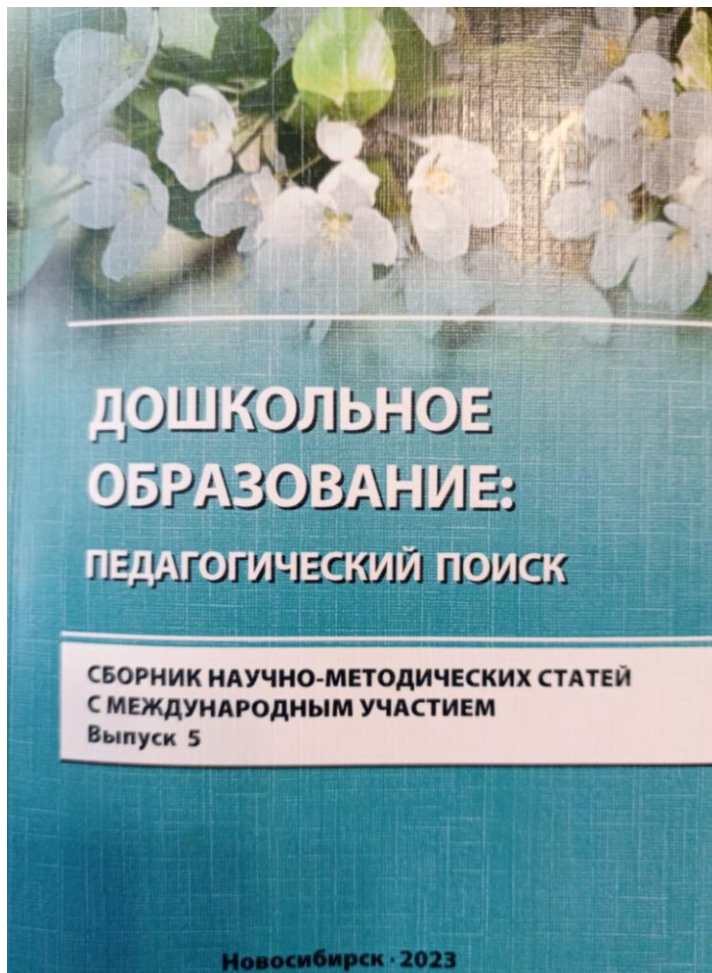 ДОШКОЛЬНОЕ
ОБРАЗОВАНИЕ:
ПЕДАГОГИЧЕСКИЙ ПОИСК
СБОРНИК НАУЧНО-МЕТОДИЧЕСКИХ СТАТЕЙ
С МЕЖДУНАРОДНЫМ УЧАСТИЕМ
Выпуск 5
Новосибирск · 2023